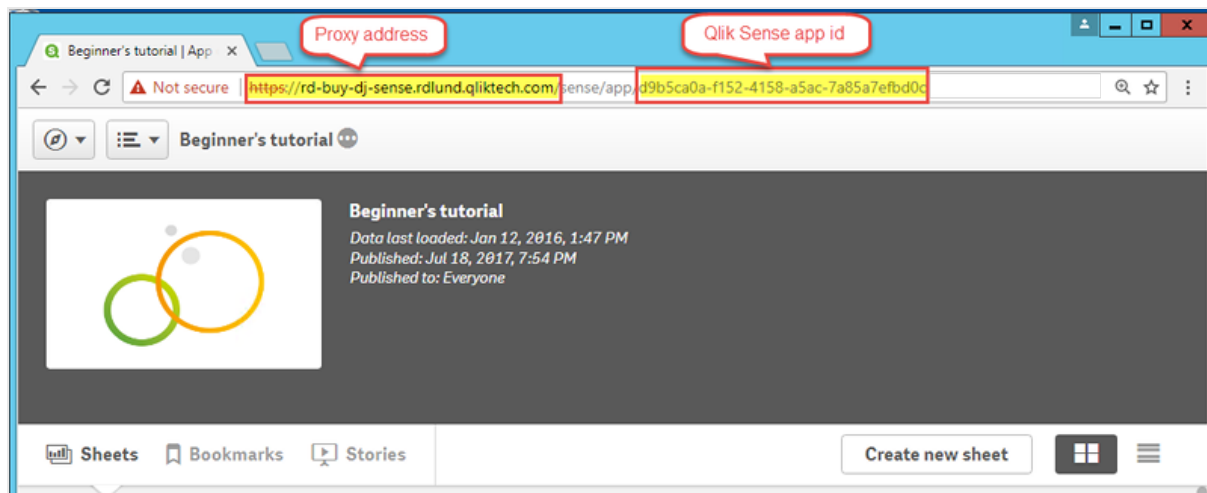 Proxy address
Qlik Sense app id
Beginner's tutorial | App
Not secure https://rd-buy-dj-sense.rdlund.qliktech.com/sense/app/d9b5ca0a-f152-4158-a5ac-7a85a7efbd0c
Beginner's tutorial
Beginner's tutorial
Data last loaded: Jan 12, 2016, 1:47 PM
Published: Jul 18, 2017, 7:54 PM
Published to: Everyone
Sheets Bookmarks Stories Create new sheet